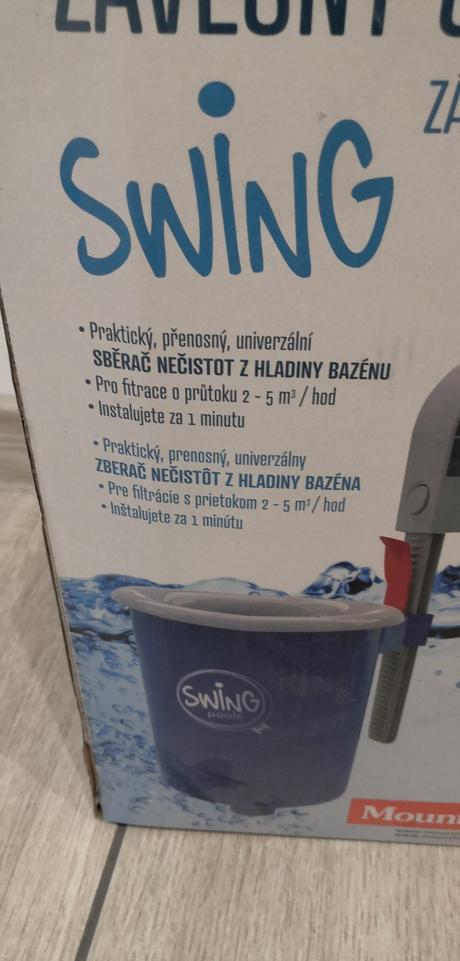 ZÁVĚSNÝ
SWING
• Praktický, přenosný, univerzální
SBĚRAČ NEČISTOT Z HLADINY BAZÉNU
• Pro fitrace o průtoku 2 - 5 m³ / hod
• Instalujete za 1 minutu
• Praktický, prenosný, univerzálny
ZBERAČ NEČISTÔT Z HLADINY BAZÉNA
• Pre filtrácie s prietokom 2 - 5 m³ / hod
• Inštalujete za 1 minútu
SWING
pools